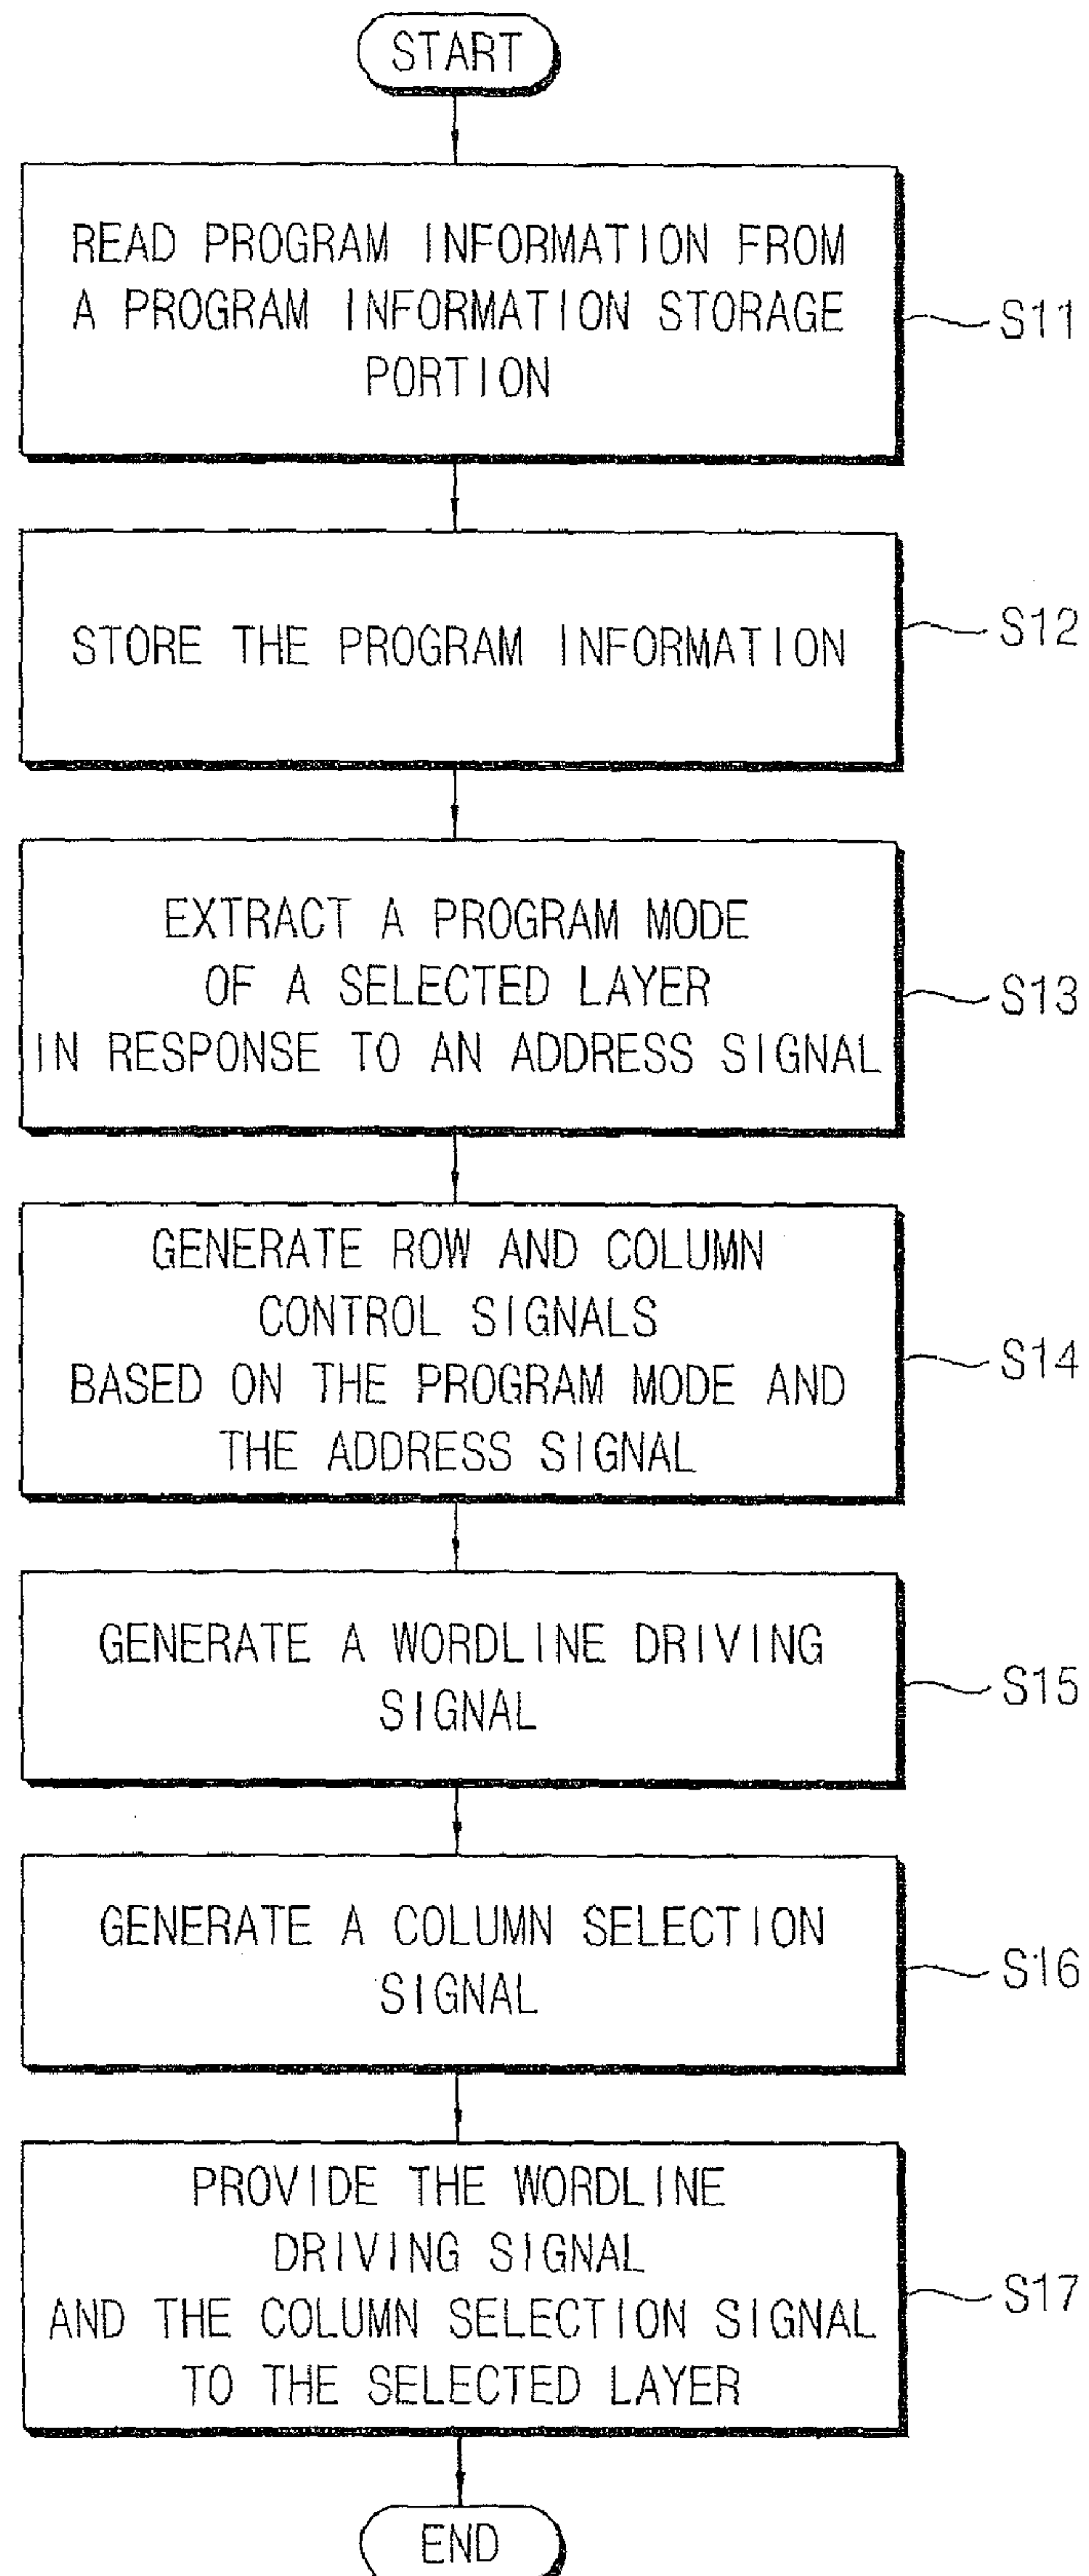 START
READ PROGRAM INFORMATION FROM
A PROGRAM INFORMATION STORAGE
PORTION
S11
STORE THE PROGRAM INFORMATION
S12
EXTRACT A PROGRAM MODE
OF A SELECTED LAYER
IN RESPONSE TO AN ADDRESS SIGNAL
S13
GENERATE ROW AND COLUMN
CONTROL SIGNALS
BASED ON THE PROGRAM MODE AND
THE ADDRESS SIGNAL
S14
GENERATE A WORDLINE DRIVING
SIGNAL
S15
GENERATE A COLUMN SELECTION
SIGNAL
S16
PROVIDE THE WORDLINE
DRIVING SIGNAL
AND THE COLUMN SELECTION SIGNAL
TO THE SELECTED LAYER
S17
END